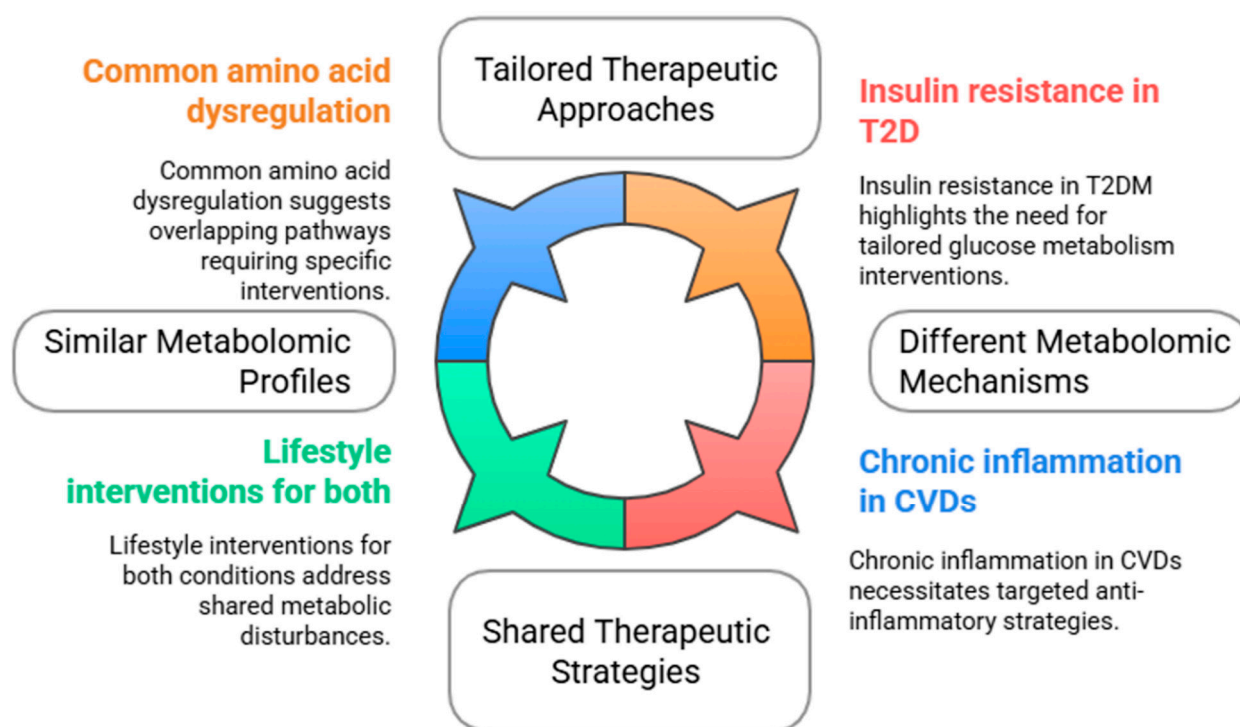 Tailored Therapeutic
Approaches
Common amino acid
dysregulation
Common amino acid
dysregulation suggests
overlapping pathways
requiring specific
interventions.
Insulin resistance in
T2D
Insulin resistance in T2DM
highlights the need for
tailored glucose metabolism
interventions.
Similar Metabolomic
Profiles
Different Metabolomic
Mechanisms
Lifestyle
interventions for both
Lifestyle interventions for
both conditions address
shared metabolic
disturbances.
Chronic inflammation
in CVDs
Chronic inflammation in CVDs
necessitates targeted anti-
inflammatory strategies.
Shared Therapeutic
Strategies